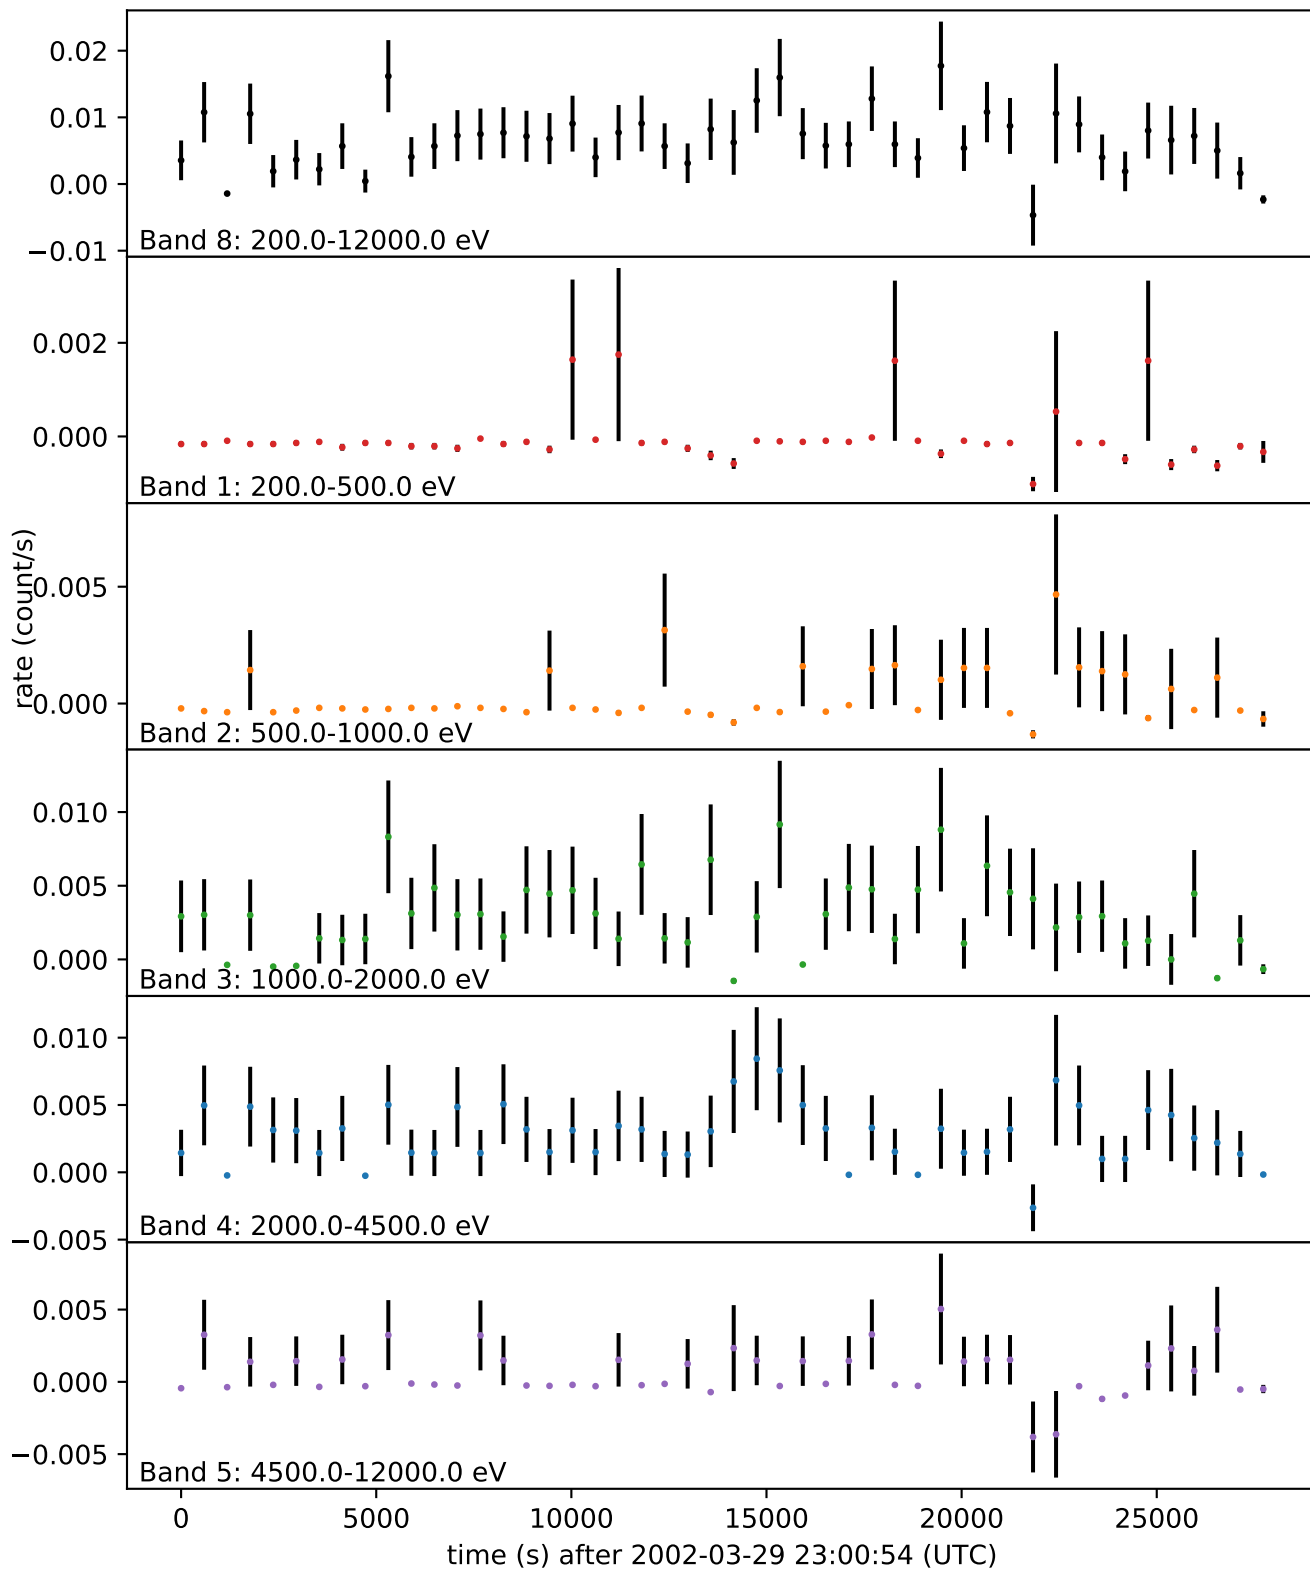 0.02
0.01
0.00
−0.01
Band 8: 200.0-12000.0 eV
0.002
0.000
Band 1: 200.0-500.0 eV
rate (count/s)
0.005
0.000
Band 2: 500.0-1000.0 eV
0.010
0.005
0.000
Band 3: 1000.0-2000.0 eV
0.010
0.005
0.000
−0.005
Band 4: 2000.0-4500.0 eV
0.005
0.000
−0.005
Band 5: 4500.0-12000.0 eV
0 5000 10000 15000 20000 25000
time (s) after 2002-03-29 23:00:54 (UTC)